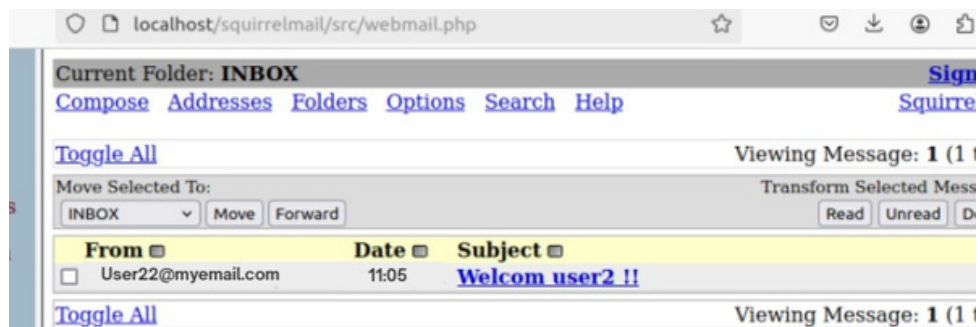 localhost/squirrelmail/src/webmail.php
Current Folder: INBOX Sign
Compose Addresses Folders Options Search Help Squirre
Toggle All Viewing Message: 1 (1
Move Selected To: Transform Selected Mess
INBOX Move Forward Read Unread
From Date Subject
User22@myemail.com 11:05 Welcom user2 !!
Toggle All Viewing Message: 1 (1